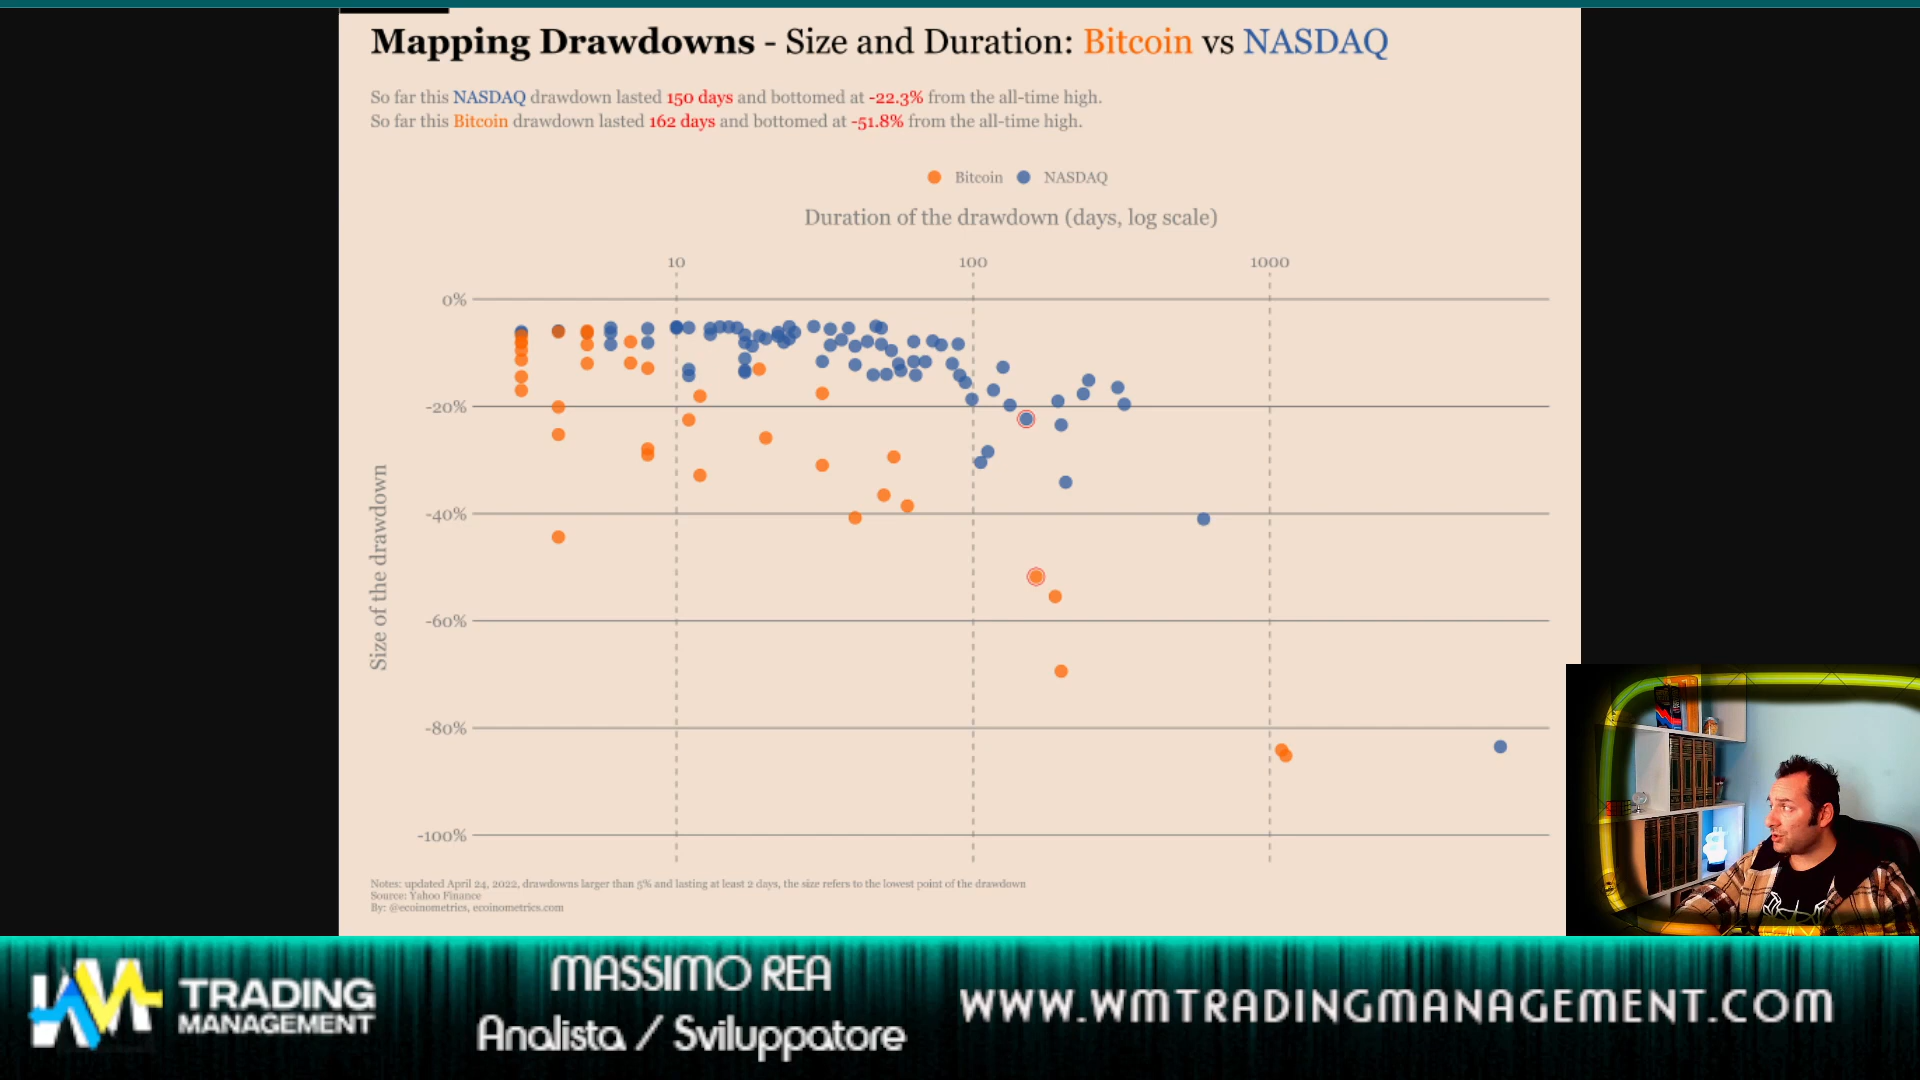 Mapping Drawdowns - Size and Duration: Bitcoin vs NASDAQ
So far this NASDAQ drawdown lasted 150 days and bottomed at -22.3% from the all-time high.
So far this Bitcoin drawdown lasted 162 days and bottomed at -51.8% from the all-time high.
Bitcoin NASDAQ
Duration of the drawdown (days, log scale)
10 100 1000
0%
-20%
-40%
-60%
-80%
-100%
Size of the drawdown
Notes: updated April 24, 2022, drawdowns larger than 5% and lasting at least 2 days, the size refers to the lowest point of the drawdown
Source: Yahoo Finance
By: @ecoinometrics, ecoinometrics.com
TRADING
MANAGEMENT
MASSIMO REA
Analista / Sviluppatore
WWW.WMTRADINGMANAGEMENT.COM